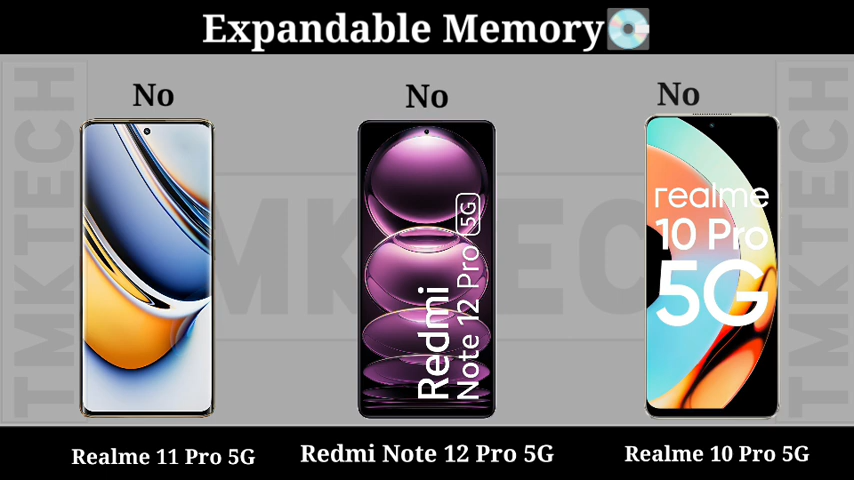 Expandable Memory💿
No
No
No
TMKTECH
TMKTECH
TMKTECH
realme
10 Pro
5G
Redmi
Note 12 Pro 5G
Realme 11 Pro 5G
Redmi Note 12 Pro 5G
Realme 10 Pro 5G